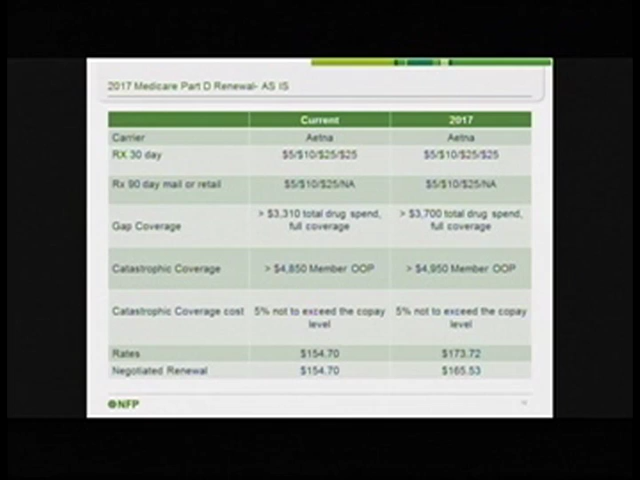 2017 Medicare Part D Renewal- AS IS
Current 2017
Carrier Aetna Aetna
RX 30 day $5/$10/$25/$25 $5/$10/$25/$25
Rx 90 day mail or retail $5/$10/$25/NA $5/$10/$25/NA
> $3,310 total drug spend, > $3,700 total drug spend,
Gap Coverage full coverage full coverage
Catastrophic Coverage > $4,850 Member OOP > $4,950 Member OOP
Catastrophic Coverage cost 5% not to exceed the copay 5% not to exceed the copay
level level
Rates $154.70 $173.72
Negotiated Renewal $154.70 $165.53
NFP